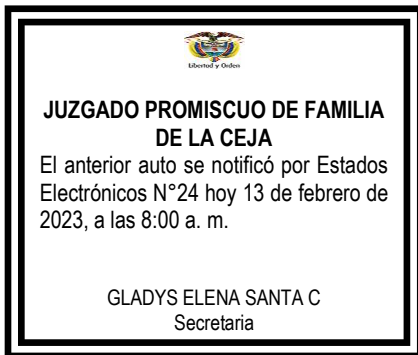 Libertad y Orden
JUZGADO PROMISCUO DE FAMILIA
DE LA CEJA
El anterior auto se notificó por Estados
Electrónicos N°24 hoy 13 de febrero de
2023, a las 8:00 a. m.
GLADYS ELENA SANTA C
Secretaria